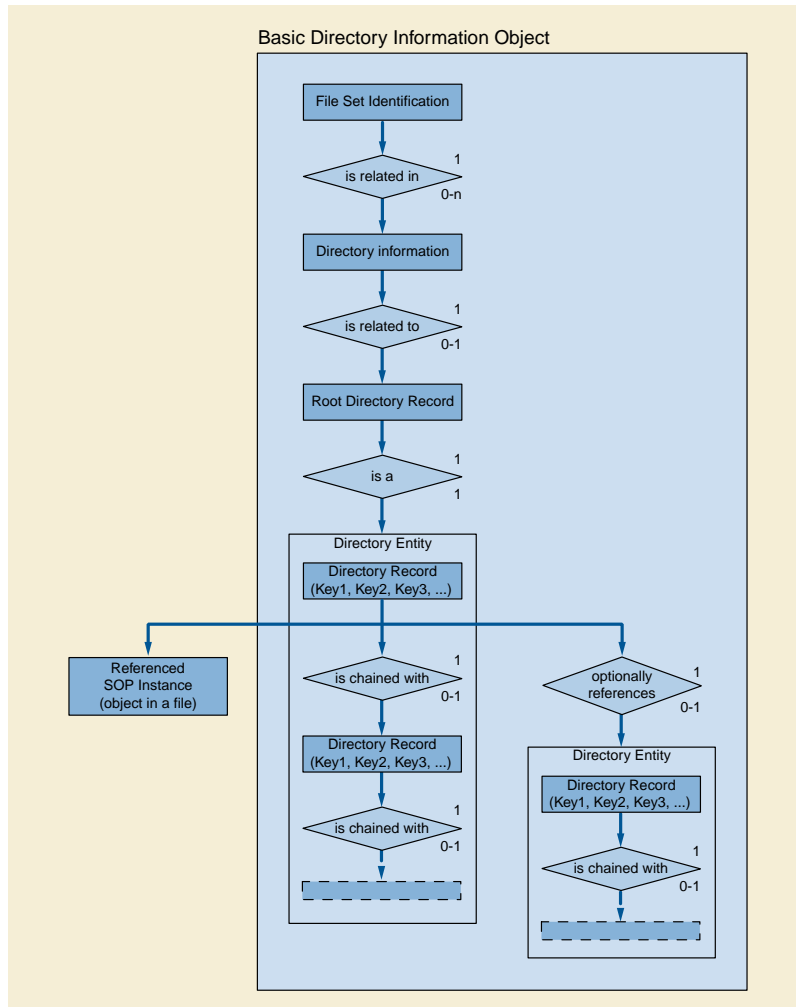 Basic Directory Information Object
File Set Identification
1
is related in
0-n
Directory information
1
is related to
0-1
Root Directory Record
1
is a
1
Directory Entity
Directory Record
(Key1, Key2, Key3, ...)
Referenced
SOP Instance
(object in a file)
1
is chained with
0-1
Directory Record
(Key1, Key2, Key3, ...)
1
is chained with
0-1
1
optionally
references
0-1
Directory Entity
Directory Record
(Key1, Key2, Key3, ...)
1
is chained with
0-1